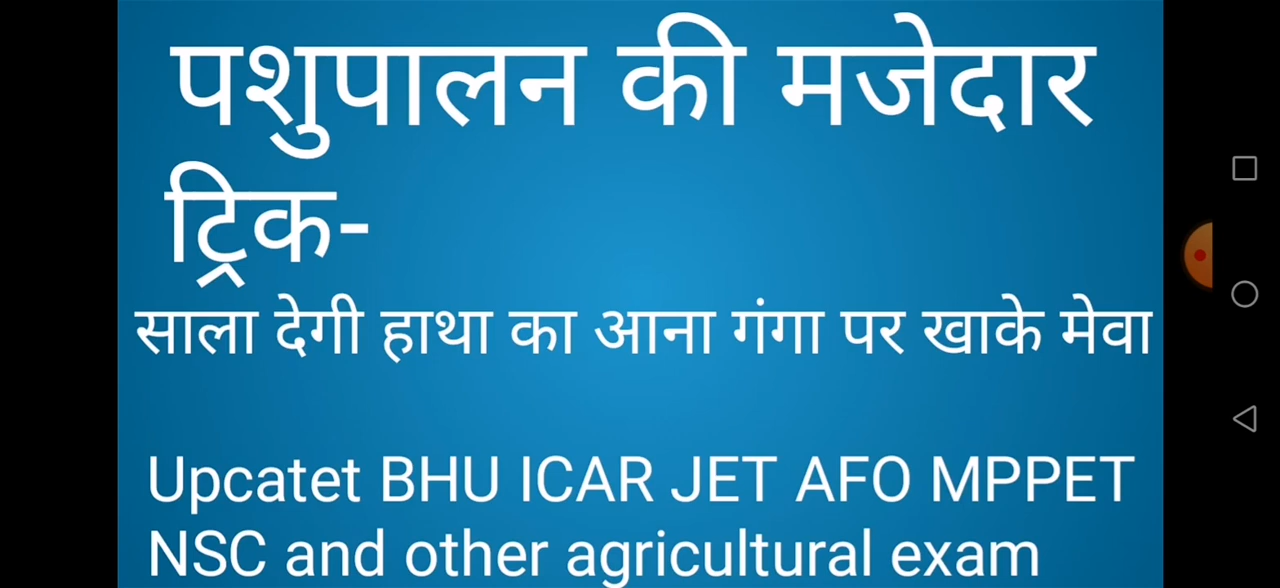 पशुपालन की मजेदार
ट्रिक-
साला देगी हाथा का आना गंगा पर खाके मेवा
Upcatet BHU ICAR JET AFO MPPET
NSC and other agricultural exam